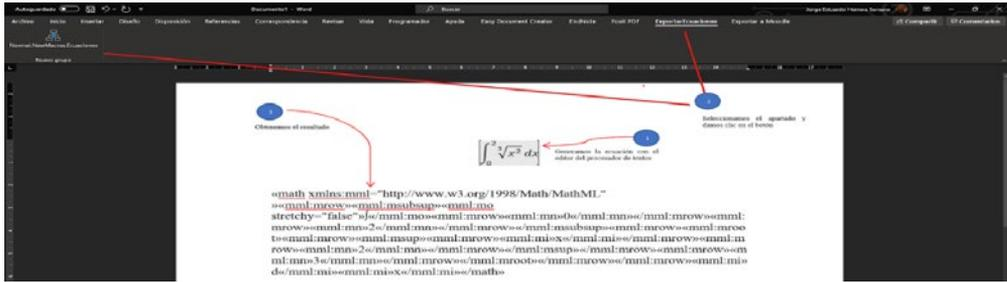 Autoguardado Documento1 - Word Buscar
Archivo Inicio Insertar Diseño Disposición Referencias Correspondencia Revisar Vista Programador Ayuda Easy Document Creator EndNote Foxit PDF ExportarEcuaciones Exportar a Moodle Compartir Comentarios
Normal.NewMacros.Ecuaciones
Nuevo grupo
2
Seleccionamos el apartado y
damos clic en el botón
3
Obtenemos el resultado
1
Generamos la ecuación con el
editor del procesador de textos
∫₀² ∛x² dx
«math xmlns:mml="http://www.w3.org/1998/Math/MathML"
»«mml:mrow»«mml:msubsup»«mml:mo
stretchy="false"»∫«/mml:mo»«mml:mrow»«mml:mn»0«/mml:mn»«/mml:mrow»«mml:
mrow»«mml:mn»2«/mml:mn»«/mml:mrow»«/mml:msubsup»«mml:mrow»«mml:mroo
t»«mml:mrow»«mml:msup»«mml:mrow»«mml:mi»x«/mml:mi»«/mml:mrow»«mml:m
row»«mml:mn»2«/mml:mn»«/mml:mrow»«/mml:msup»«/mml:mrow»«mml:mrow»«m
ml:mn»3«/mml:mn»«/mml:mrow»«/mml:mroot»«/mml:mrow»«/mml:mrow»«mml:mi»
d«/mml:mi»«mml:mi»x«/mml:mi»«/math»